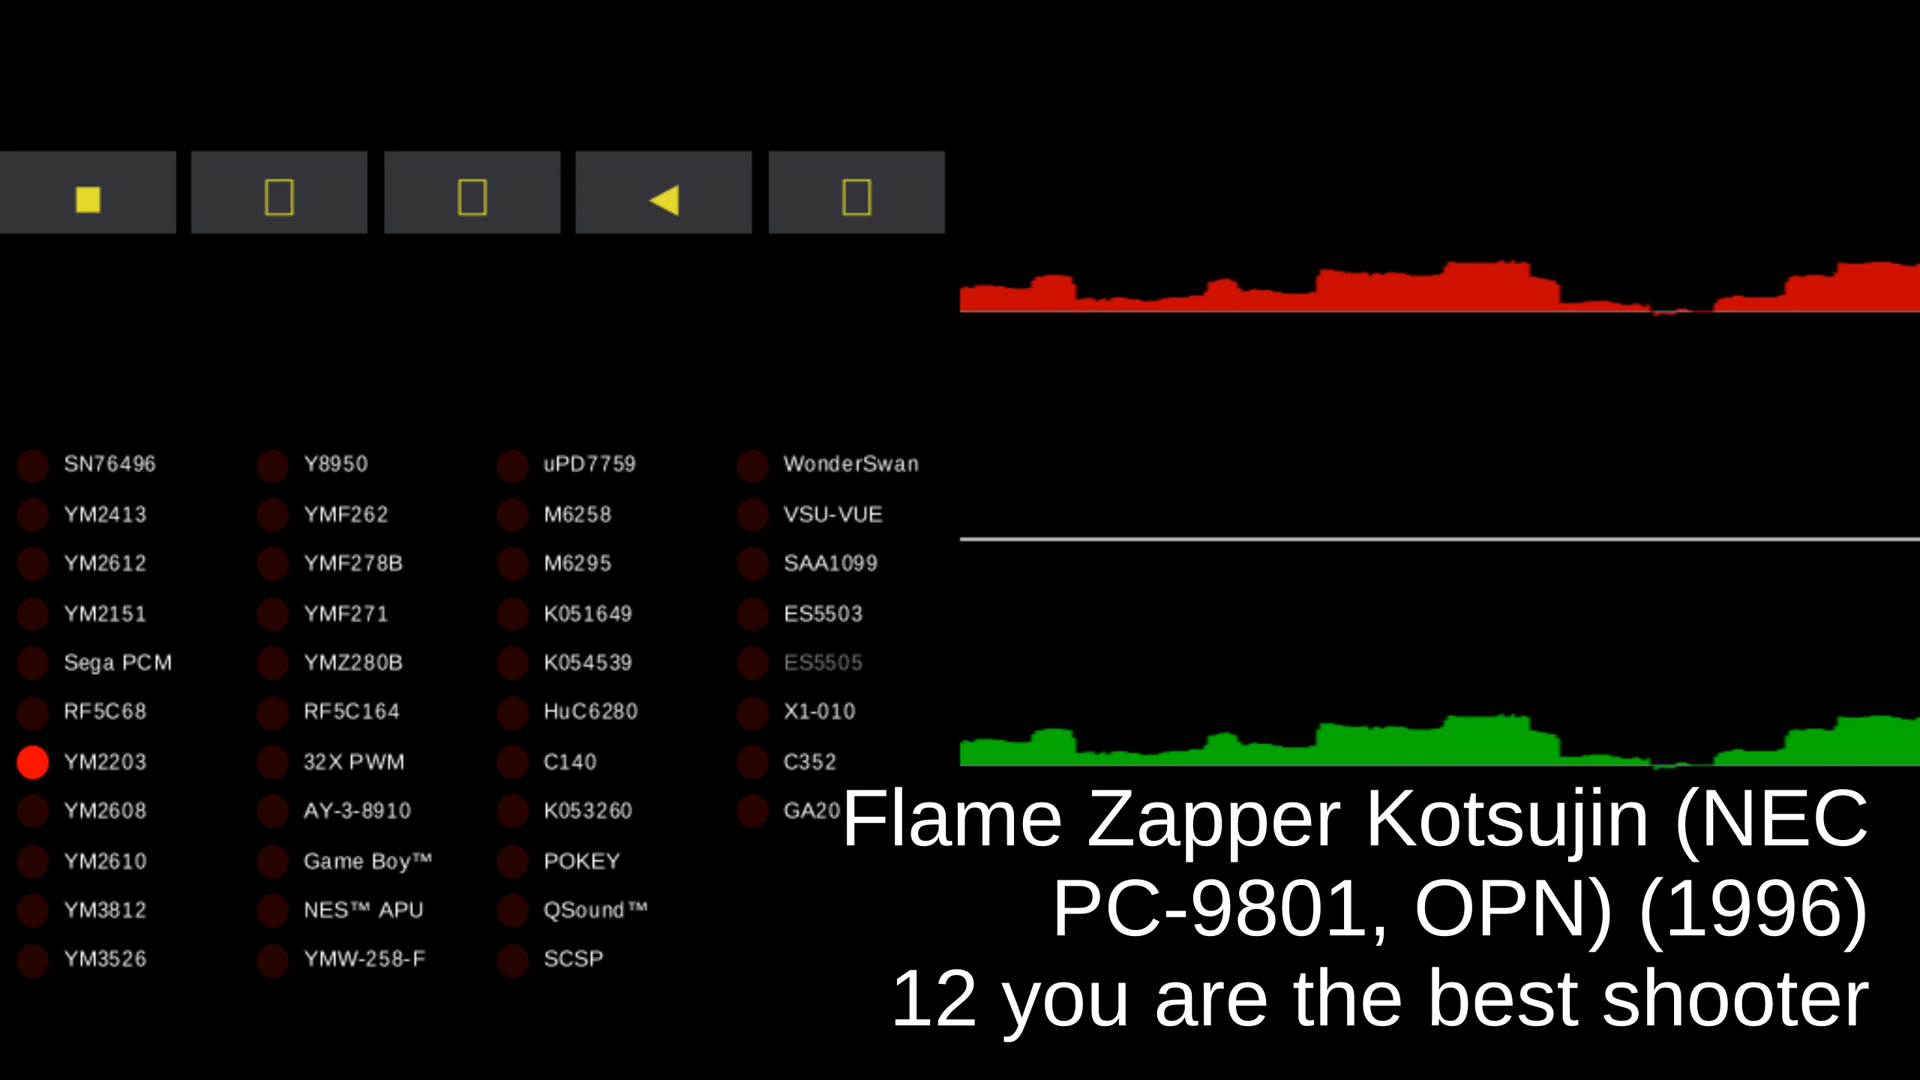 SN76496
YM2413
YM2612
YM2151
Sega PCM
RF5C68
YM2203
YM2608
YM2610
YM3812
YM3526
Y8950
YMF262
YMF278B
YMF271
YMZ280B
RF5C164
32X PWM
AY-3-8910
Game Boy™
NES™ APU
YMW-258-F
uPD7759
M6258
M6295
K051649
K054539
HuC6280
C140
K053260
POKEY
QSound™
SCSP
WonderSwan
VSU-VUE
SAA1099
ES5503
ES5505
X1-010
C352
GA20
Flame Zapper Kotsujin (NEC
PC-9801, OPN) (1996)
12 you are the best shooter